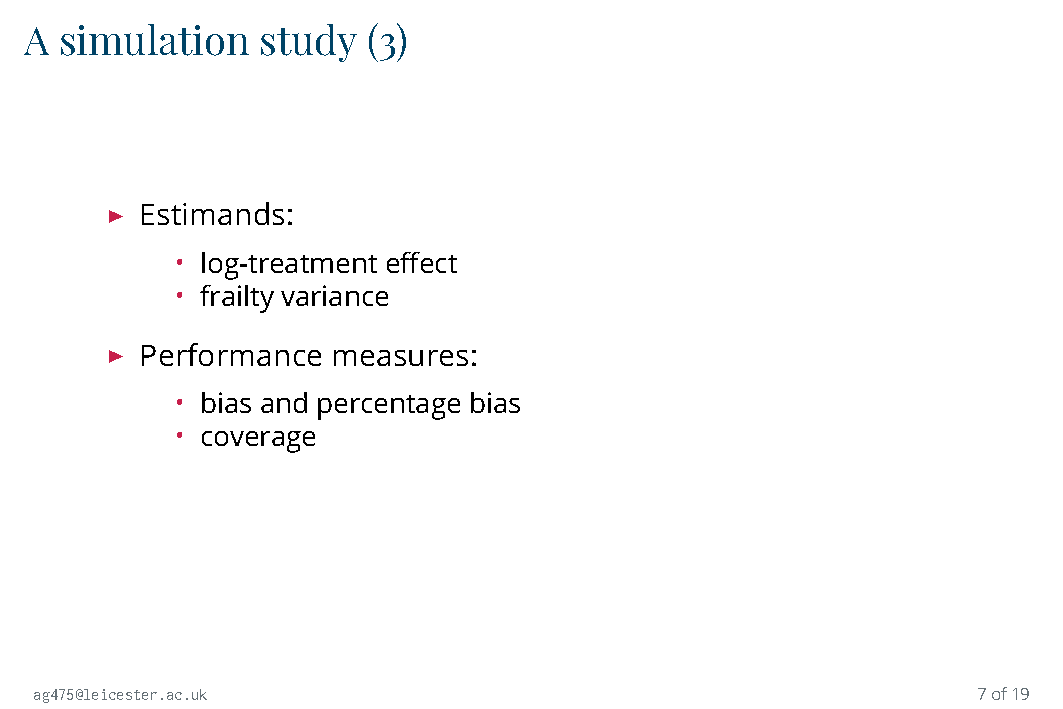 A simulation study (3)
► Estimands:
• log-treatment effect
• frailty variance
► Performance measures:
• bias and percentage bias
• coverage
ag475@leicester.ac.uk
7 of 19